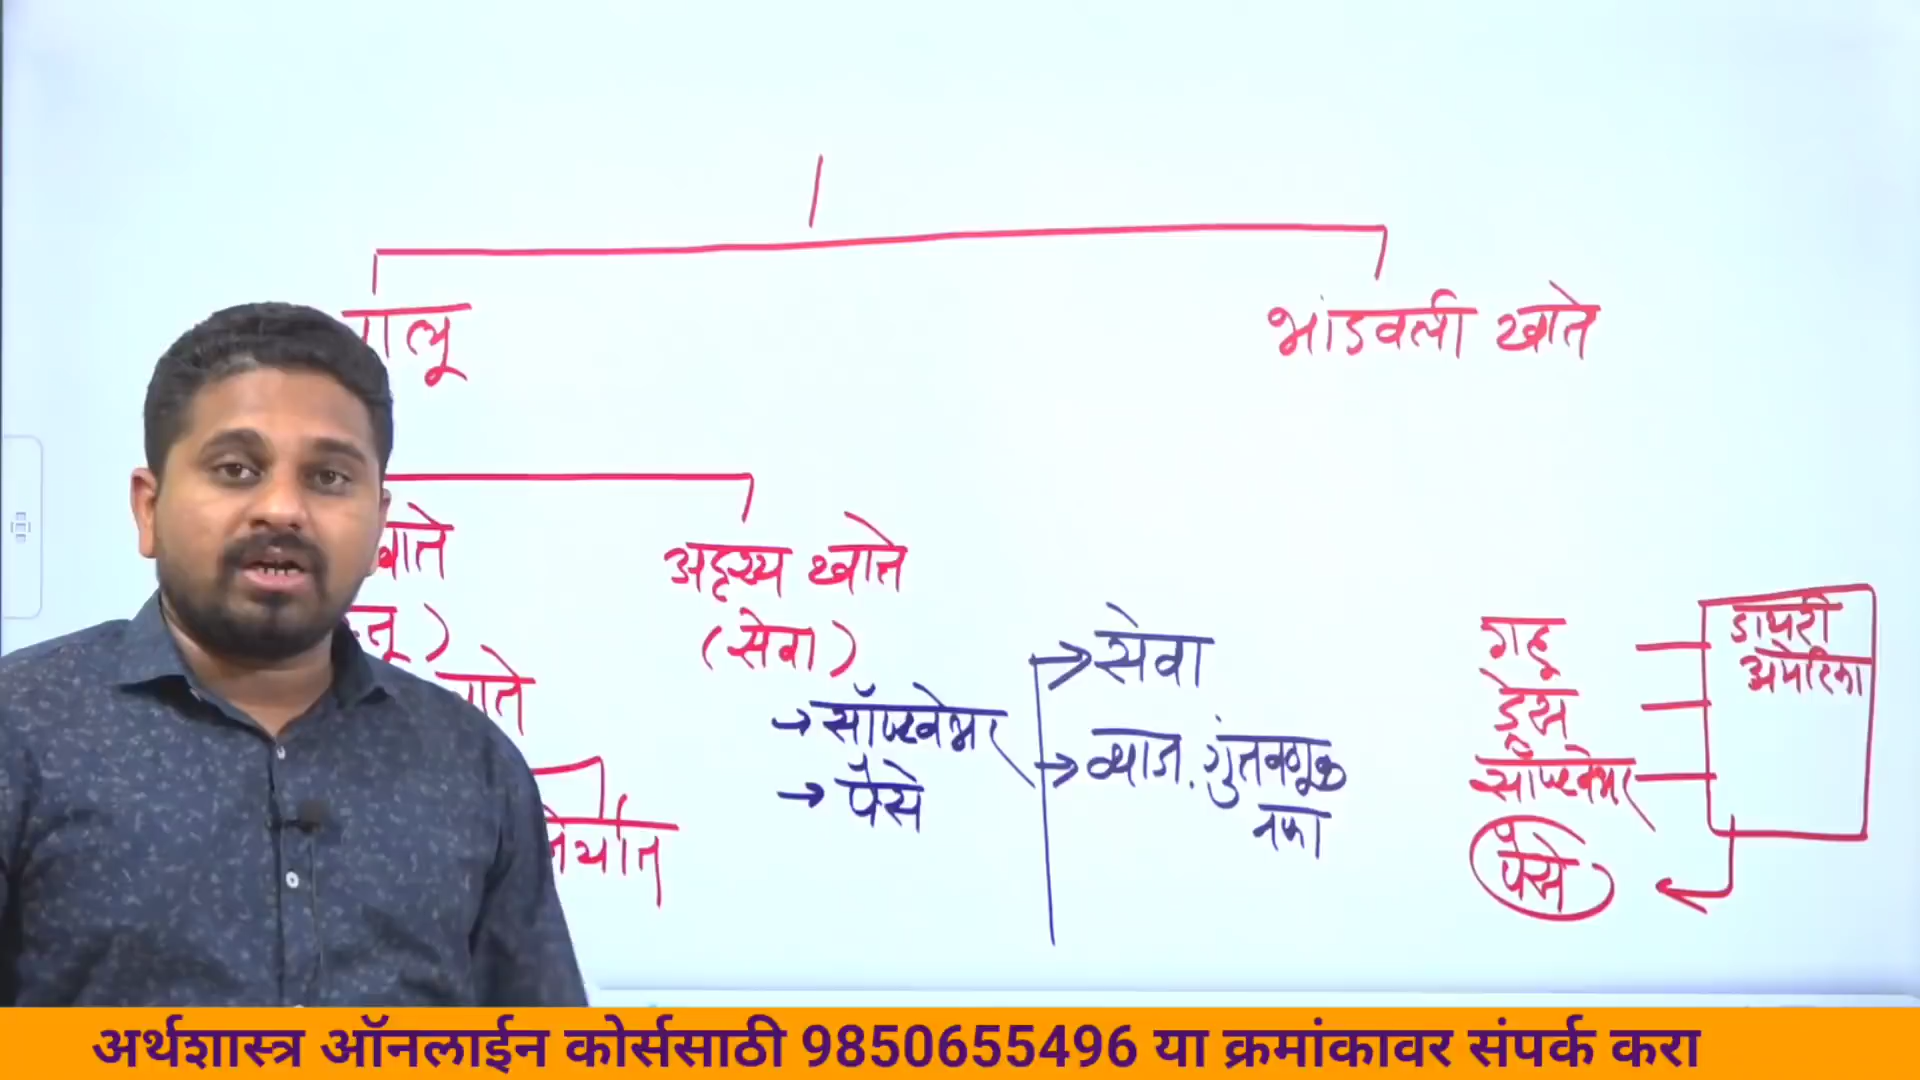 भांडवली खाते
अदृश्य खाते
(सेवा)
→ सॉफ्टवेअर
→ पैसे
→ सेवा
→ व्याज. गुंतवणूक
नफा
गहू
ड्रेस
सॉफ्टवेअर
पैसे
डायरी
अमेरिका
निर्यात
अर्थशास्त्र ऑनलाईन कोर्ससाठी 9850655496 या क्रमांकावर संपर्क करा